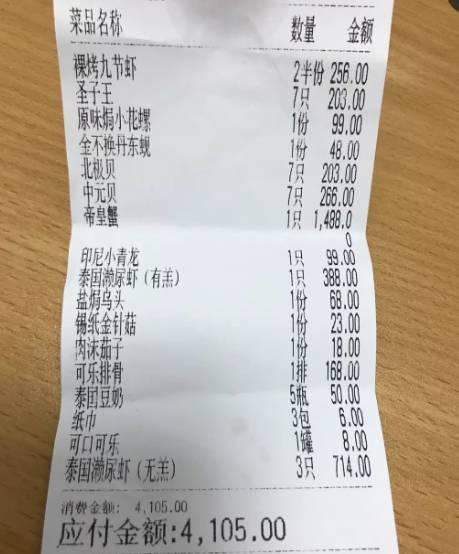 菜品名称 数量 金额
裸烤九节虾 2半份 256.00
圣子王 7只 203.00
原味焗小花螺 1份 99.00
金不换丹东蚬 1份 48.00
北极贝 7只 203.00
中元贝 7只 266.00
帝皇蟹 1只 1,488.0
0
印尼小青龙 1只 99.00
泰国濑尿虾（有羔） 1只 388.00
盐焗乌头 1份 68.00
锡纸金针菇 1份 23.00
肉沫茄子 1份 18.00
可乐排骨 1排 168.00
泰国豆奶 5瓶 50.00
纸巾 3包 6.00
可口可乐 1罐 8.00
泰国濑尿虾（无羔） 3只 714.00
消费金额: 4,105.00
应付金额:4,105.00